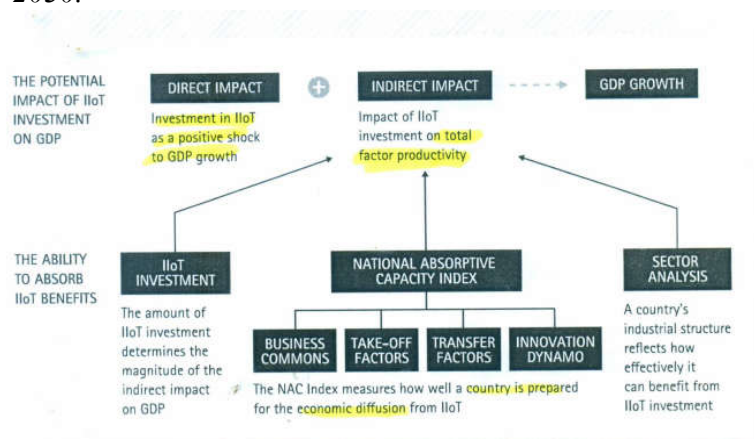 2030.
THE POTENTIAL
IMPACT OF IIoT
INVESTMENT
ON GDP
DIRECT IMPACT
+
INDIRECT IMPACT
GDP GROWTH
Investment in IIoT
as a positive shock
to GDP growth
Impact of IIoT
investment on total
factor productivity
THE ABILITY
TO ABSORB
IIoT BENEFITS
IIoT
INVESTMENT
NATIONAL ABSORPTIVE
CAPACITY INDEX
SECTOR
ANALYSIS
The amount of
IIoT investment
determines the
magnitude of the
indirect impact
on GDP
BUSINESS
COMMONS
TAKE-OFF
FACTORS
TRANSFER
FACTORS
INNOVATION
DYNAMO
The NAC Index measures how well a country is prepared
for the economic diffusion from IIoT
A country's
industrial structure
reflects how
effectively it
can benefit from
IIoT investment